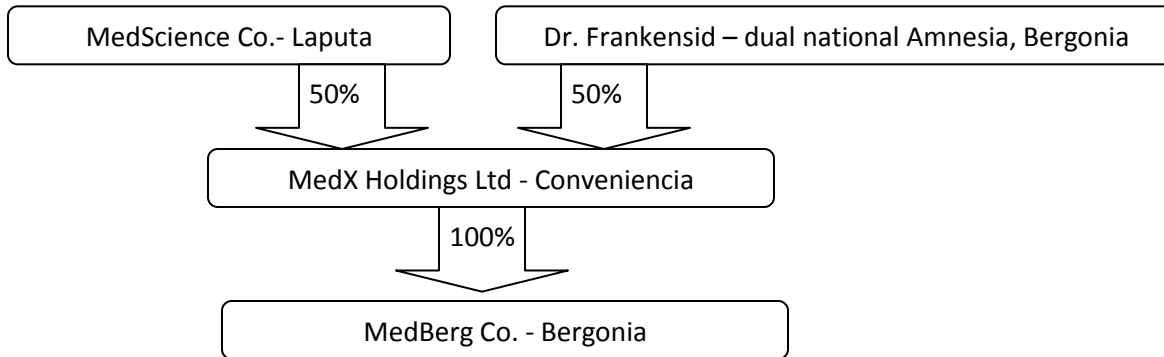 MedScience Co.- Laputa
Dr. Frankensid – dual national Amnesia, Bergonia
50%
50%
MedX Holdings Ltd - Conveniencia
100%
MedBerg Co. - Bergonia